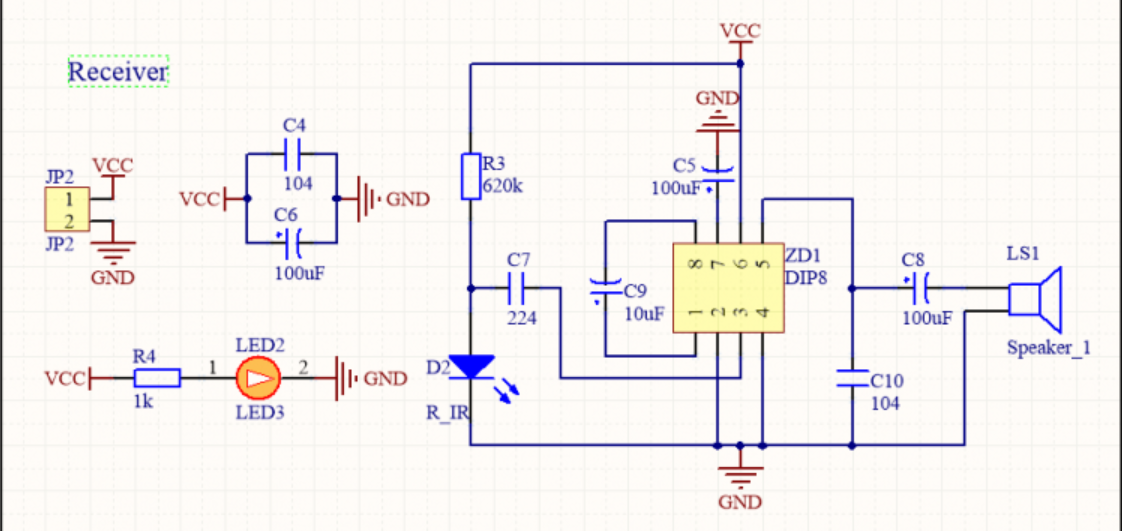 Receiver
JP2
VCC
1
2
JP2
GND
C4
104
VCC
GND
C6
100uF
VCC
R4
1k
1
LED2
LED3
2
GND
R3
620k
C7
224
D2
R_IR
VCC
GND
C5
100uF
C9
10uF
8
7
6
5
1
2
3
4
ZD1
DIP8
C8
100uF
LS1
Speaker_1
C10
104
GND